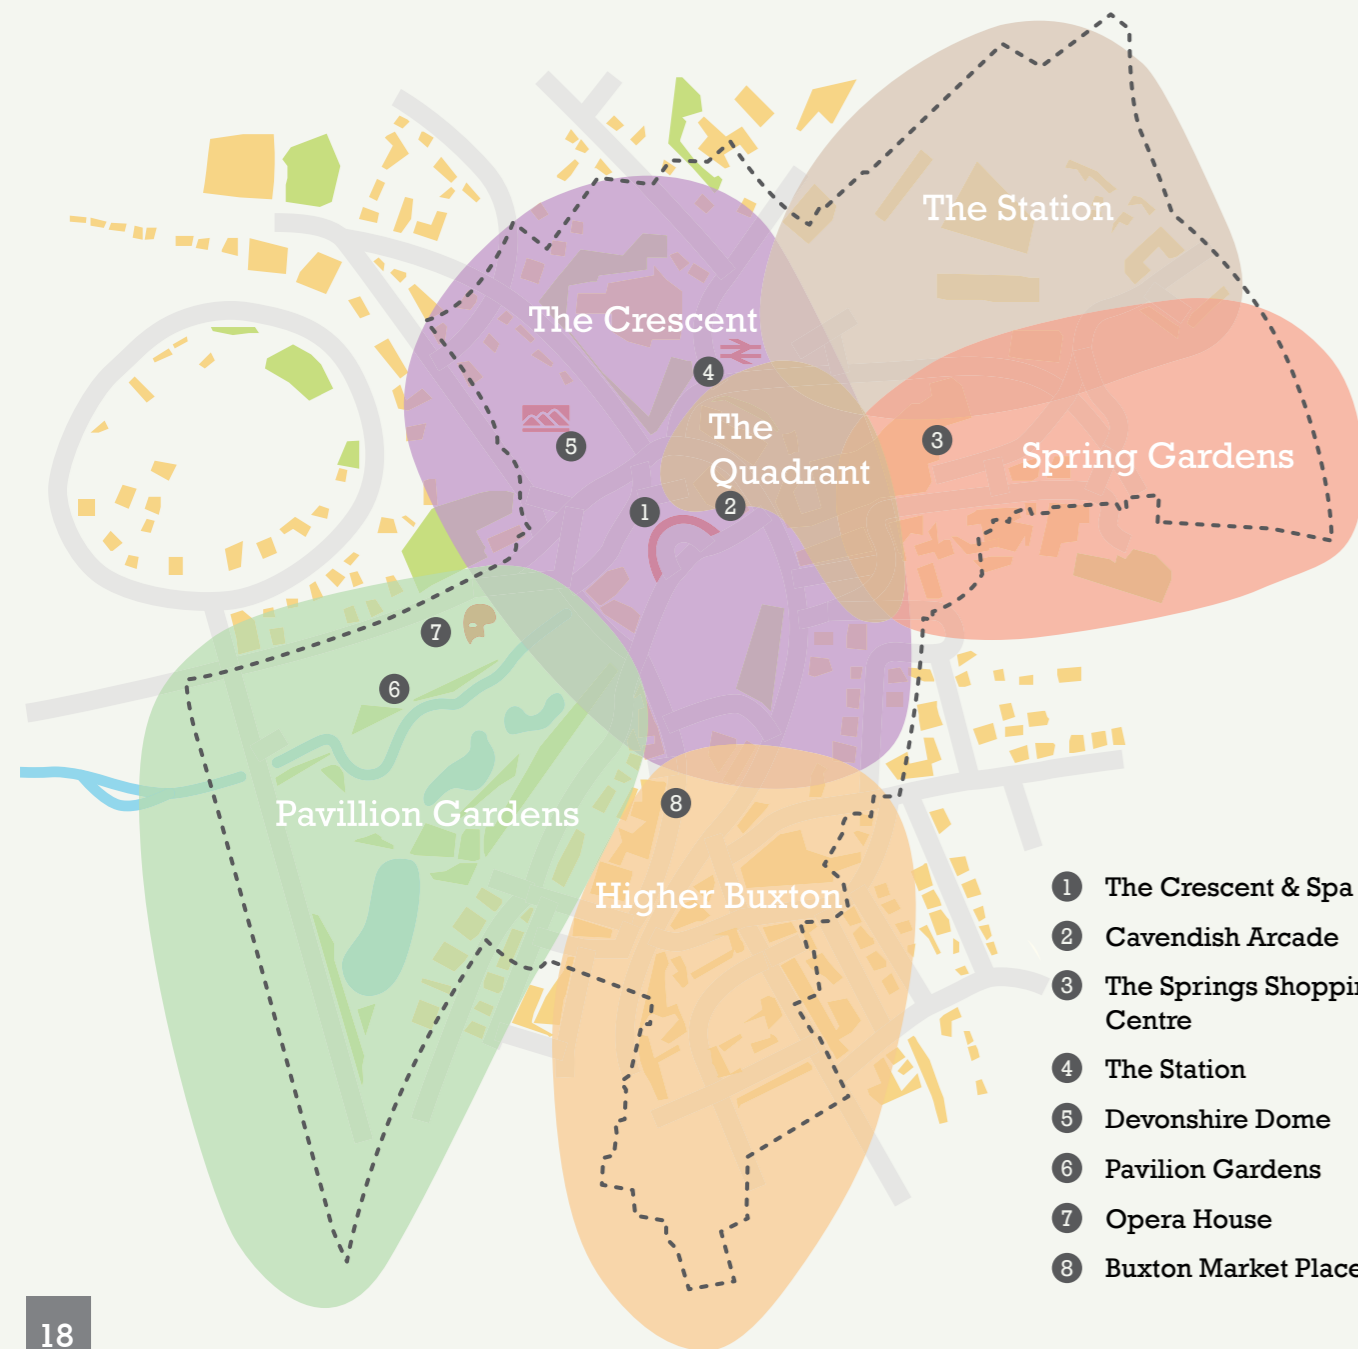 The Station
The Crescent
4
The
Quadrant
3
5
Spring Gardens
1
2
7
6
8
Pavillion Gardens
Higher Buxton
1 The Crescent & Spa
2 Cavendish Arcade
3 The Springs
Centre
4 The Station
5 Devonshire Dome
6 Pavilion Gardens
7 Opera House
8 Buxton Market Place
18